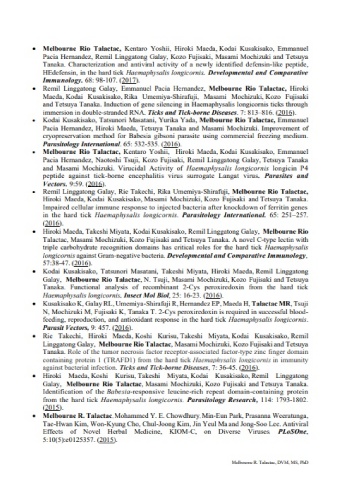 • Melbourne Rio Talactac, Kentaro Yoshii, Hiroki Maeda, Kodai Kusakisako, Emmanuel
Pacia Hernandez, Remil Linggatong Galay, Kozo Fujisaki, Masami Mochizuki and Tetsuya
Tanaka. Characterization and antiviral activity of a newly identified defensin-like peptide,
HEdefensin, in the hard tick Haemaphysalis longicornis. Developmental and Comparative
Immunology. 68: 98-107. (2017).
• Remil Linggatong Galay, Emmanuel Pacia Hernandez, Melbourne Rio Talactac, Hiroki
Maeda, Kodai Kusakisako, Rika Umemiya-Shirafuji, Masami Mochizuki, Kozo Fujisaki
and Tetsuya Tanaka. Induction of gene silencing in Haemaphysalis longicornis ticks through
immersion in double-stranded RNA. Ticks and Tick-borne Diseases. 7: 813- 816. (2016).
• Kodai Kusakisako, Tatsunori Masatani, Yurika Yada, Melbourne Rio Talactac, Emmanuel
Pacia Hernandez, Hiroki Maeda, Tetsuya Tanaka and Masami Mochizuki. Improvement of
cryopreservation method for Babesia gibsoni parasite using commercial freezing medium.
Parasitology International. 65: 532-535. (2016).
• Melbourne Rio Talactac, Kentaro Yoshii, Hiroki Maeda, Kodai Kusakisako, Emmanuel
Pacia Hernandez, Naotoshi Tsuji, Kozo Fujisaki, Remil Linggatong Galay, Tetsuya Tanaka
and Masami Mochizuki. Virucidal Activity of Haemaphysalis longicornis longicin P4
peptide against tick-borne encephalitis virus surrogate Langat virus. Parasites and
Vectors. 9:59. (2016).
• Remil Linggatong Galay, Rie Takechi, Rika Umemiya-Shirafuji, Melbourne Rio Talactac,
Hiroki Maeda, Kodai Kusakisako, Masami Mochizuki, Kozo Fujisaki and Tetsuya Tanaka.
Impaired cellular immune response to injected bacteria after knockdown of ferritin genes
in the hard tick Haemaphysalis longicornis. Parasitology International. 65: 251–257.
(2016).
• Hiroki Maeda, Takeshi Miyata, Kodai Kusakisako, Remil Linggatong Galay, Melbourne Rio
Talactac, Masami Mochizuki, Kozo Fujisaki and Tetsuya Tanaka. A novel C-type lectin with
triple carbohydrate recognition domains has critical roles for the hard tick Haemaphysalis
longicornis against Gram-negative bacteria. Developmental and Comparative Immunology.
57:38-47. (2016).
• Kodai Kusakisako, Tatsunori Masatani, Takeshi Miyata, Hiroki Maeda, Remil Linggatong
Galay, Melbourne Rio Talactac, N. Tsuji, Masami Mochizuki, Kozo Fujisaki and Tetsuya
Tanaka. Functional analysis of recombinant 2-Cys peroxiredoxin from the hard tick
Haemaphysalis longicornis. Insect Mol Biol. 25: 16-23. (2016).
• Kusakisako K, Galay RL, Umemiya-Shirafuji R, Hernandez EP, Maeda H, Talactac MR, Tsuji
N, Mochizuki M, Fujisaki K, Tanaka T. 2-Cys peroxiredoxin is required in successful blood-
feeding, reproduction, and antioxidant response in the hard tick Haemaphysalis longicornis.
Parasit Vectors. 9: 457. (2016).
• Rie Takechi, Hiroki Maeda, Koshi Kurisu, Takeshi Miyata, Kodai Kusakisako, Remil
Linggatong Galay, Melbourne Rio Talactac, Masami Mochizuki, Kozo Fujisaki and Tetsuya
Tanaka. Role of the tumor necrosis factor receptor-associated factor-type zinc finger domain
containing protein 1 (TRAFD1) from the hard tick Haemaphysalis longicornis in immunity
against bacterial infection. Ticks and Tick-borne Diseases. 7: 36-45. (2016).
• Hiroki Maeda, Koshi Kurisu, Takeshi Miyata, Kodai Kusakisako, Remil Linggatong
Galay, Melbourne Rio Talactac, Masami Mochizuki, Kozo Fujisaki and Tetsuya Tanaka.
Identification of the Babesia-responsive leucine-rich repeat domain-containing protein
from the hard tick Haemaphysalis longicornis. Parasitology Research, 114: 1793-1802.
(2015).
• Melbourne R. Talactac, Mohammed Y. E. Chowdhury, Min-Eun Park, Prasanna Weeratunga,
Tae-Hwan Kim, Won-Kyung Cho, Chul-Joong Kim, Jin Yeul Ma and Jong-Soo Lee. Antiviral
Effects of Novel Herbal Medicine, KIOM-C, on Diverse Viruses. PLoSOne,
5:10(5):e0125357. (2015).
Melbourne R. Talactac, DVM, MS, PhD